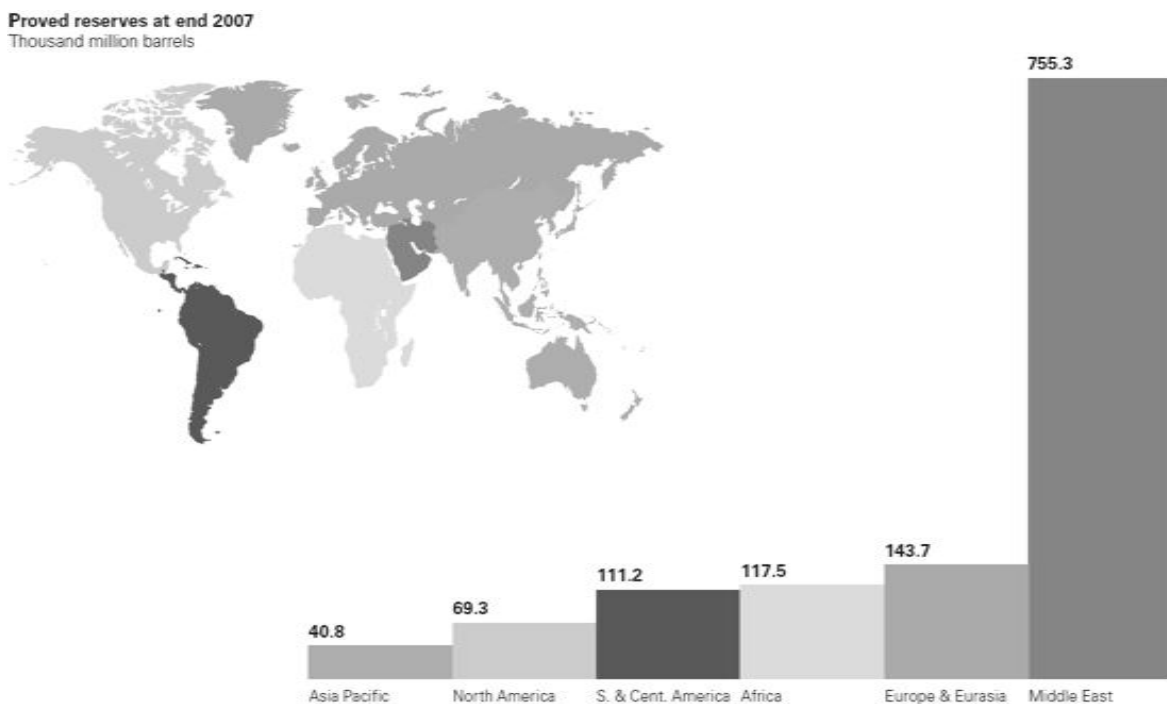 Proved reserves at end 2007
Thousand million barrels
755.3
143.7
117.5
111.2
69.3
40.8
Asia Pacific
North America
S. & Cent. America
Africa
Europe & Eurasia
Middle East